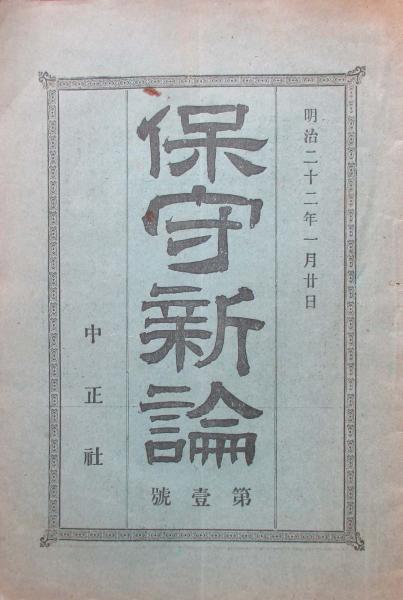 明治二十二年一月廿日
保守新論
第壹號
中正社